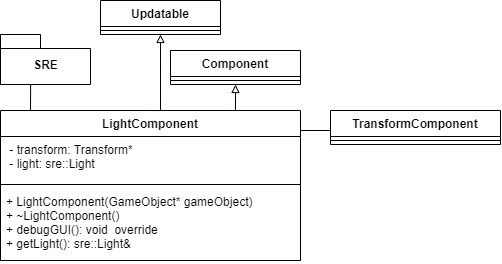 Updatable
SRE
Component
LightComponent
TransformComponent
- transform: Transform*
- light: sre::Light
+ LightComponent(GameObject* gameObject)
+ ~LightComponent()
+ debugGUI(): void override
+ getLight(): sre::Light&